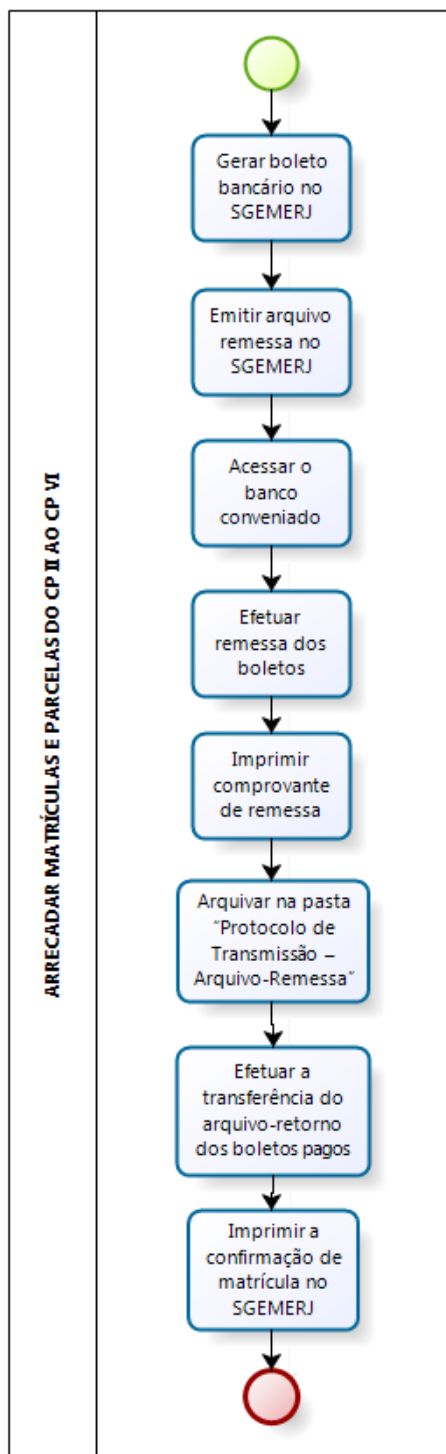 ARRECADAR MATRÍCULAS E PARCELAS DO CP II AO CP VI
Gerar boleto
bancário no
SGEMERJ
Emitir arquivo
remessa no
SGEMERJ
Acessar o
banco
conveniado
Efetuar
remessa dos
boletos
Imprimir
comprovante
de remessa
Arquivar na pasta
“Protocolo de
Transmissão –
Arquivo-Remessa”
Efetuar a
transferência do
arquivo-retorno
dos boletos pagos
Imprimir a
confirmação de
matrícula no
SGEMERJ